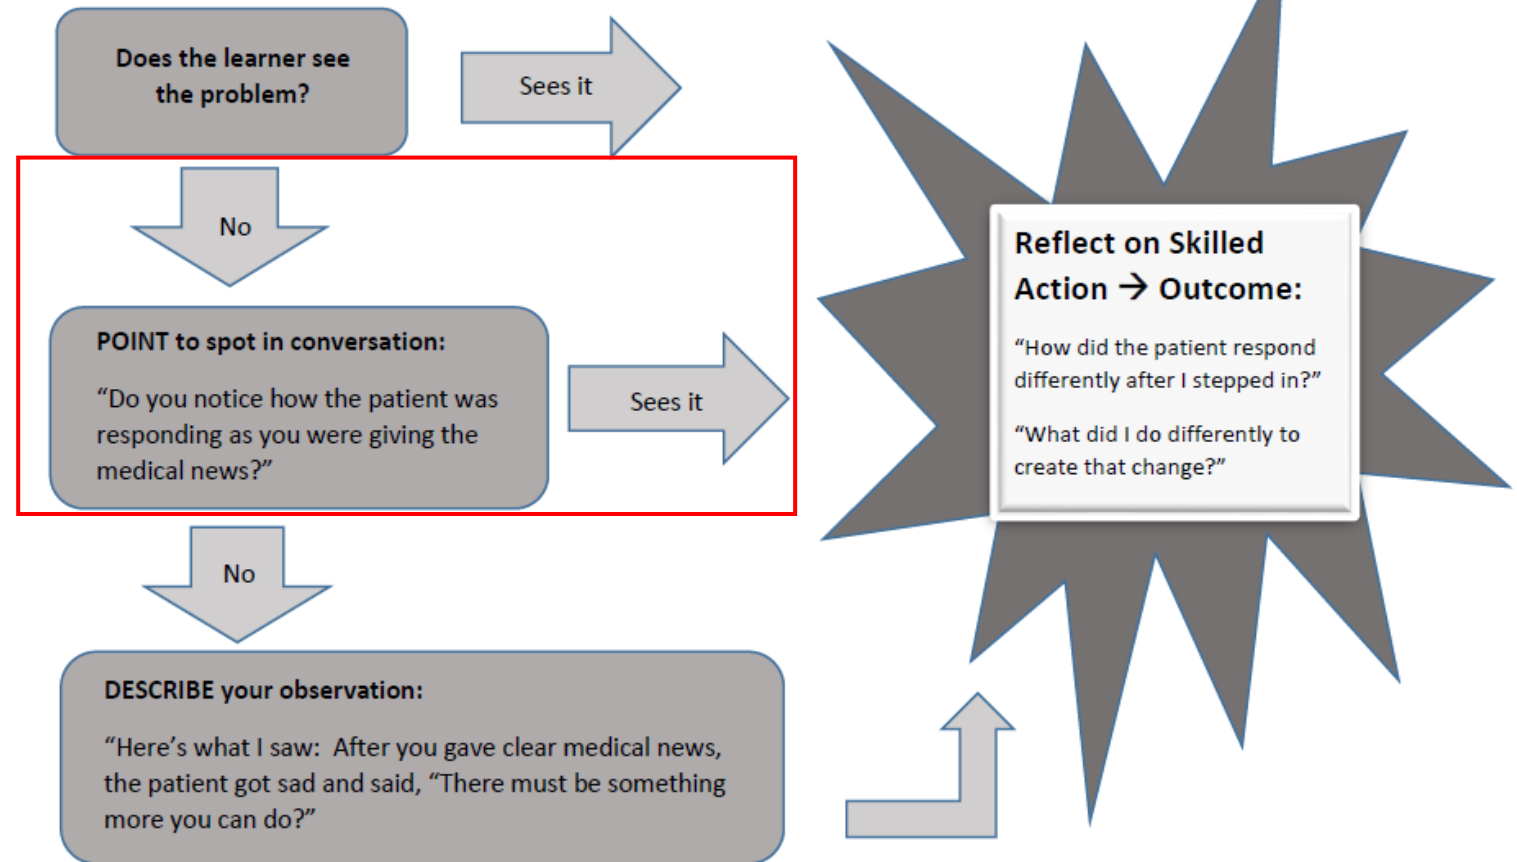 Does the learner see
the problem?
Sees it
No
POINT to spot in conversation:
“Do you notice how the patient was
responding as you were giving the
medical news?”
Sees it
No
DESCRIBE your observation:
“Here’s what I saw:  After you gave clear medical news,
the patient got sad and said, “There must be something
more you can do?”
Reflect on Skilled
Action → Outcome:
“How did the patient respond
differently after I stepped in?”
“What did I do differently to
create that change?”